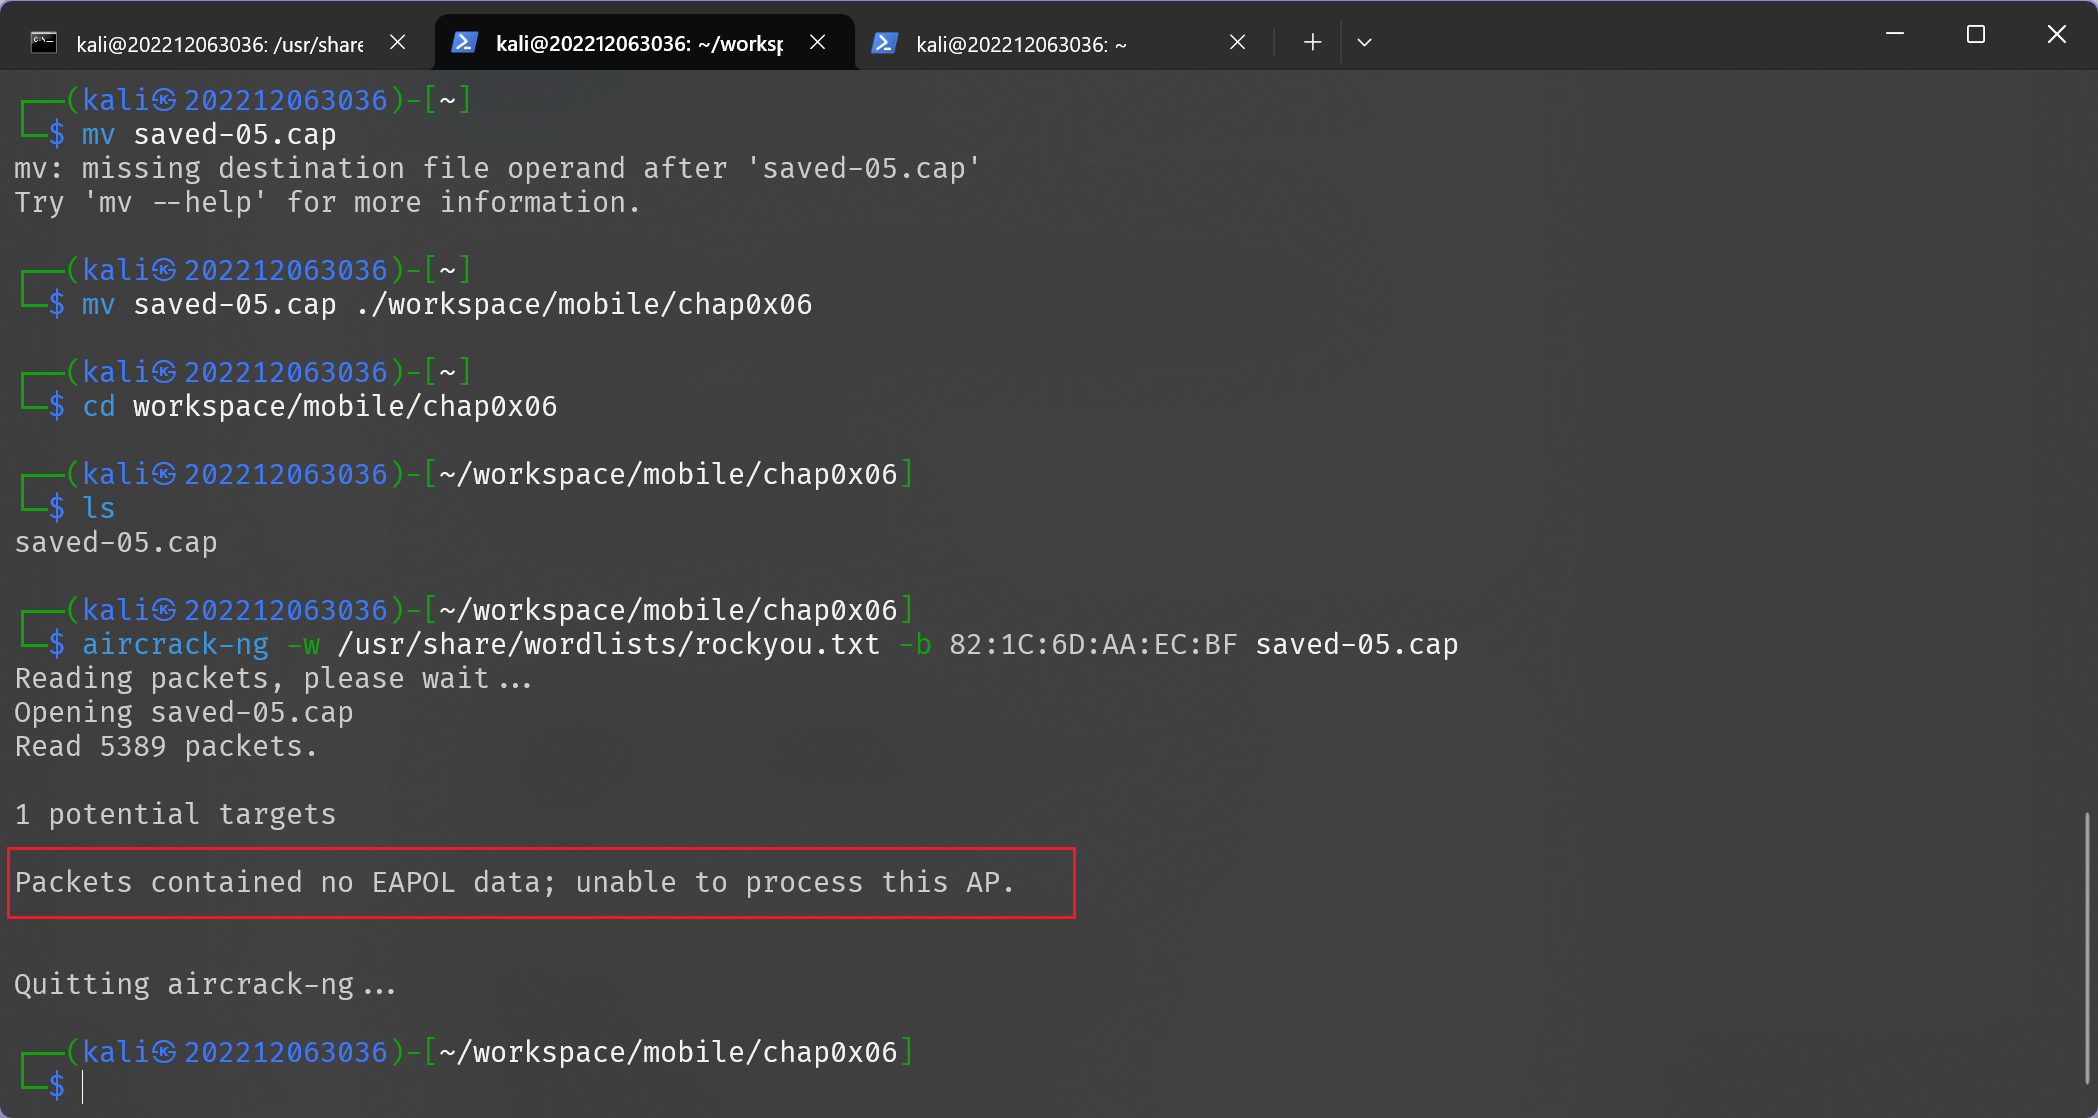 kali@202212063036: /usr/share
kali@202212063036: ~/worksp
kali@202212063036: ~
┌──(kali㉿202212063036)-[~]
└─$ mv saved-05.cap
mv: missing destination file operand after 'saved-05.cap'
Try 'mv --help' for more information.
┌──(kali㉿202212063036)-[~]
└─$ mv saved-05.cap ./workspace/mobile/chap0x06
┌──(kali㉿202212063036)-[~]
└─$ cd workspace/mobile/chap0x06
┌──(kali㉿202212063036)-[~/workspace/mobile/chap0x06]
└─$ ls
saved-05.cap
┌──(kali㉿202212063036)-[~/workspace/mobile/chap0x06]
└─$ aircrack-ng -w /usr/share/wordlists/rockyou.txt -b 82:1C:6D:AA:EC:BF saved-05.cap
Reading packets, please wait...
Opening saved-05.cap
Read 5389 packets.
1 potential targets
Packets contained no EAPOL data; unable to process this AP.
Quitting aircrack-ng...
┌──(kali㉿202212063036)-[~/workspace/mobile/chap0x06]
└─$